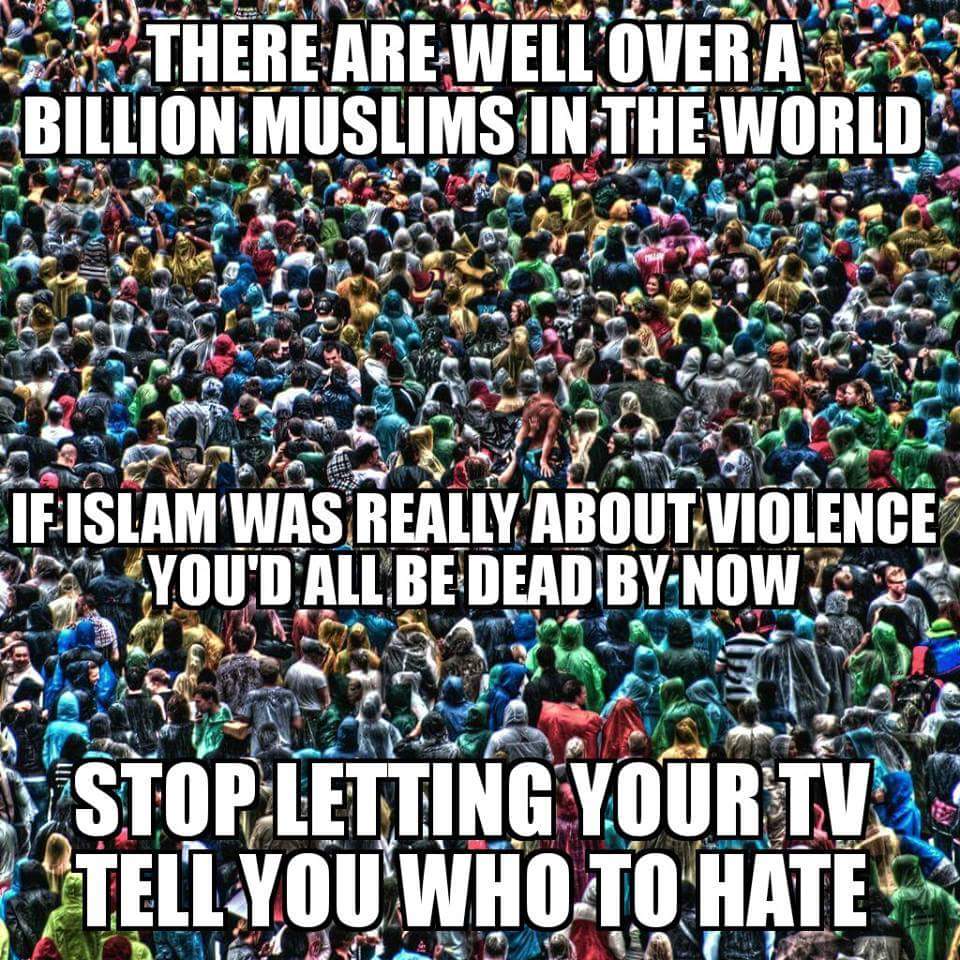 THERE ARE WELL OVER A
BILLION MUSLIMS IN THE WORLD
IF ISLAM WAS REALLY ABOUT VIOLENCE
YOU'D ALL BE DEAD BY NOW
STOP LETTING YOUR TV
TELL YOU WHO TO HATE